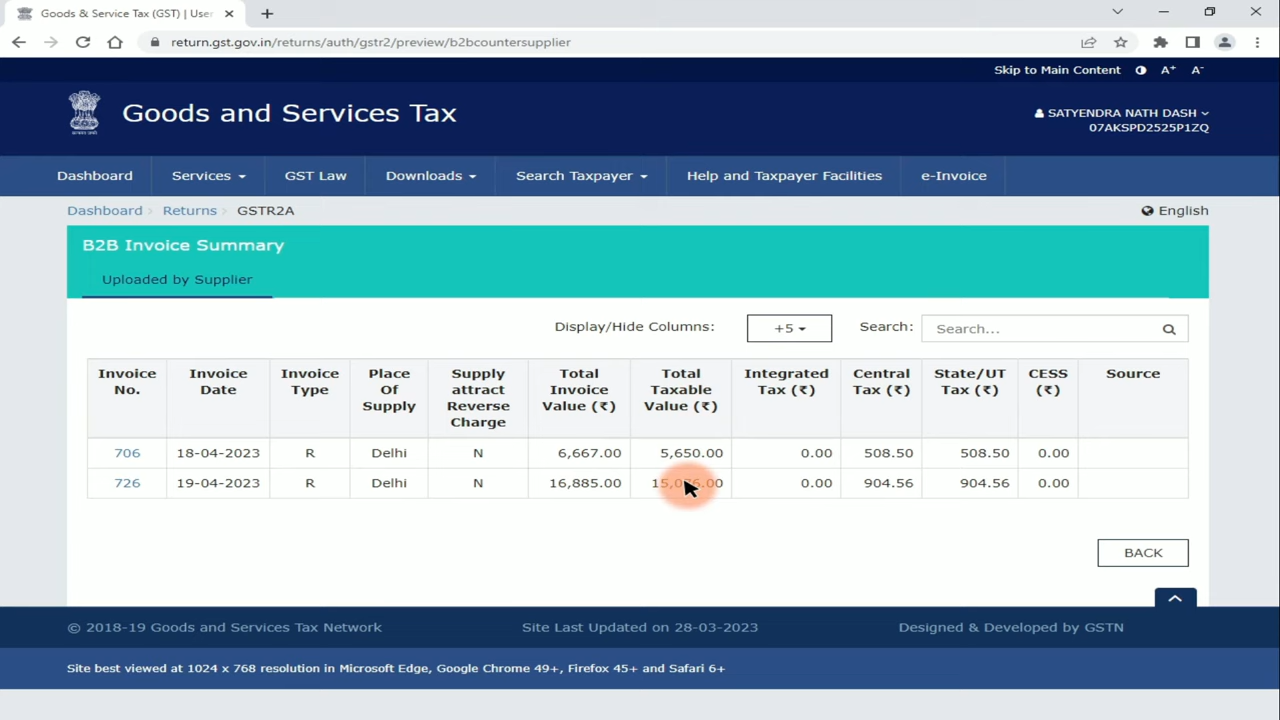 Goods & Service Tax (GST) | User
return.gst.gov.in/returns/auth/gstr2/preview/b2bcountersupplier
Skip to Main Content A+ A-
Goods and Services Tax
SATYENDRA NATH DASH
07AKSPD2525P1ZQ
Dashboard Services GST Law Downloads Search Taxpayer Help and Taxpayer Facilities e-Invoice
Dashboard Returns GSTR2A English
B2B Invoice Summary
Uploaded by Supplier
Display/Hide Columns: +5 Search: Search...
Invoice No. Invoice Date Invoice Type Place Of Supply Supply attract Reverse Charge Total Invoice Value (₹) Total Taxable Value (₹) Integrated Tax (₹) Central Tax (₹) State/UT Tax (₹) CESS (₹) Source
706 18-04-2023 R Delhi N 6,667.00 5,650.00 0.00 508.50 508.50 0.00
726 19-04-2023 R Delhi N 16,885.00 0.00 904.56 904.56 0.00
BACK
© 2018-19 Goods and Services Tax Network Site Last Updated on 28-03-2023 Designed & Developed by GSTN
Site best viewed at 1024 x 768 resolution in Microsoft Edge, Google Chrome 49+, Firefox 45+ and Safari 6+